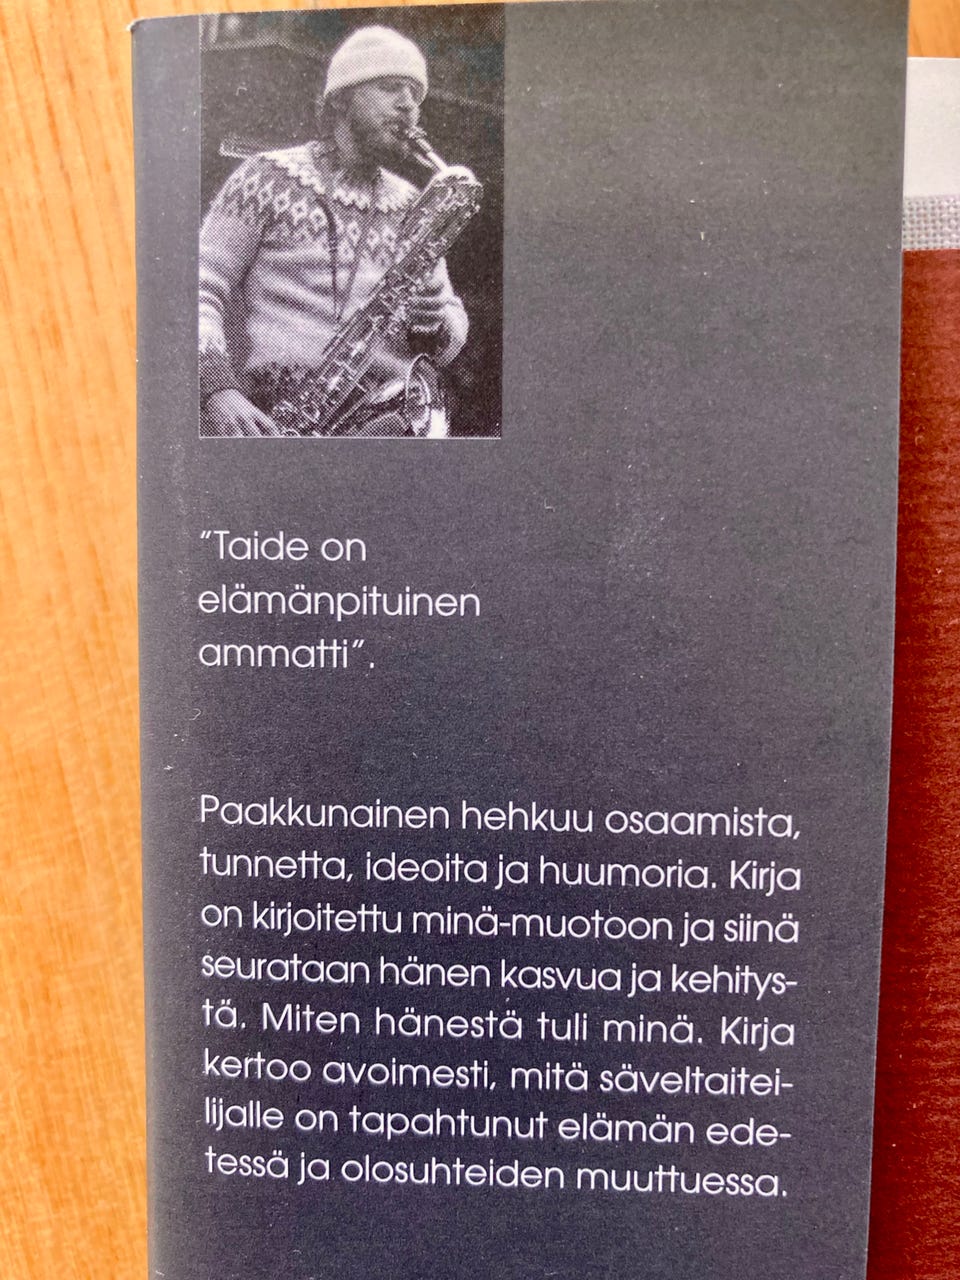 ”Taide on
elämänpituinen
ammatti”.
Paakkunainen hehkuu osaamista,
tunnetta, ideoita ja huumoria. Kirja
on kirjoitettu minä-muotoon ja siinä
seurataan hänen kasvua ja kehitys-
tä. Miten hänestä tuli minä. Kirja
kertoo avoimesti, mitä säveltaitei-
lijalle on tapahtunut elämän ede-
tessä ja olosuhteiden muuttuessa.